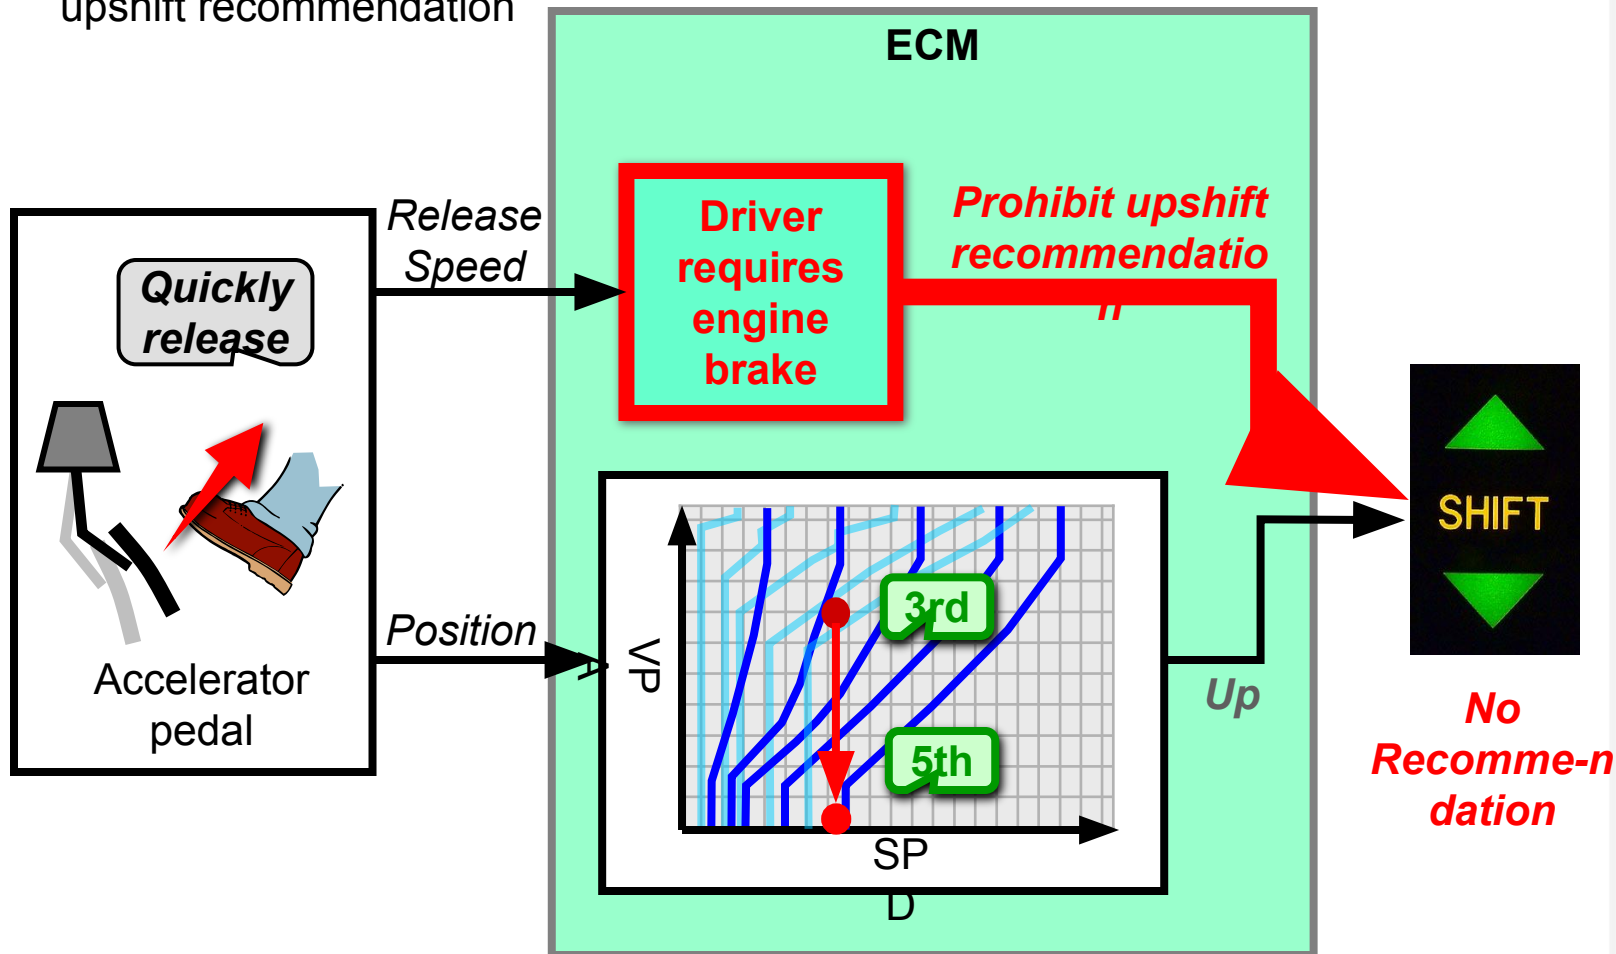 upshift recommendation
ECM
Release
Speed
Quickly
release
Driver
requires
engine
brake
Prohibit upshift
recommendatio
n
SHIFT
Accelerator
pedal
Position
A
VP
3rd
5th
SP
D
Up
No
Recomme-n
dation